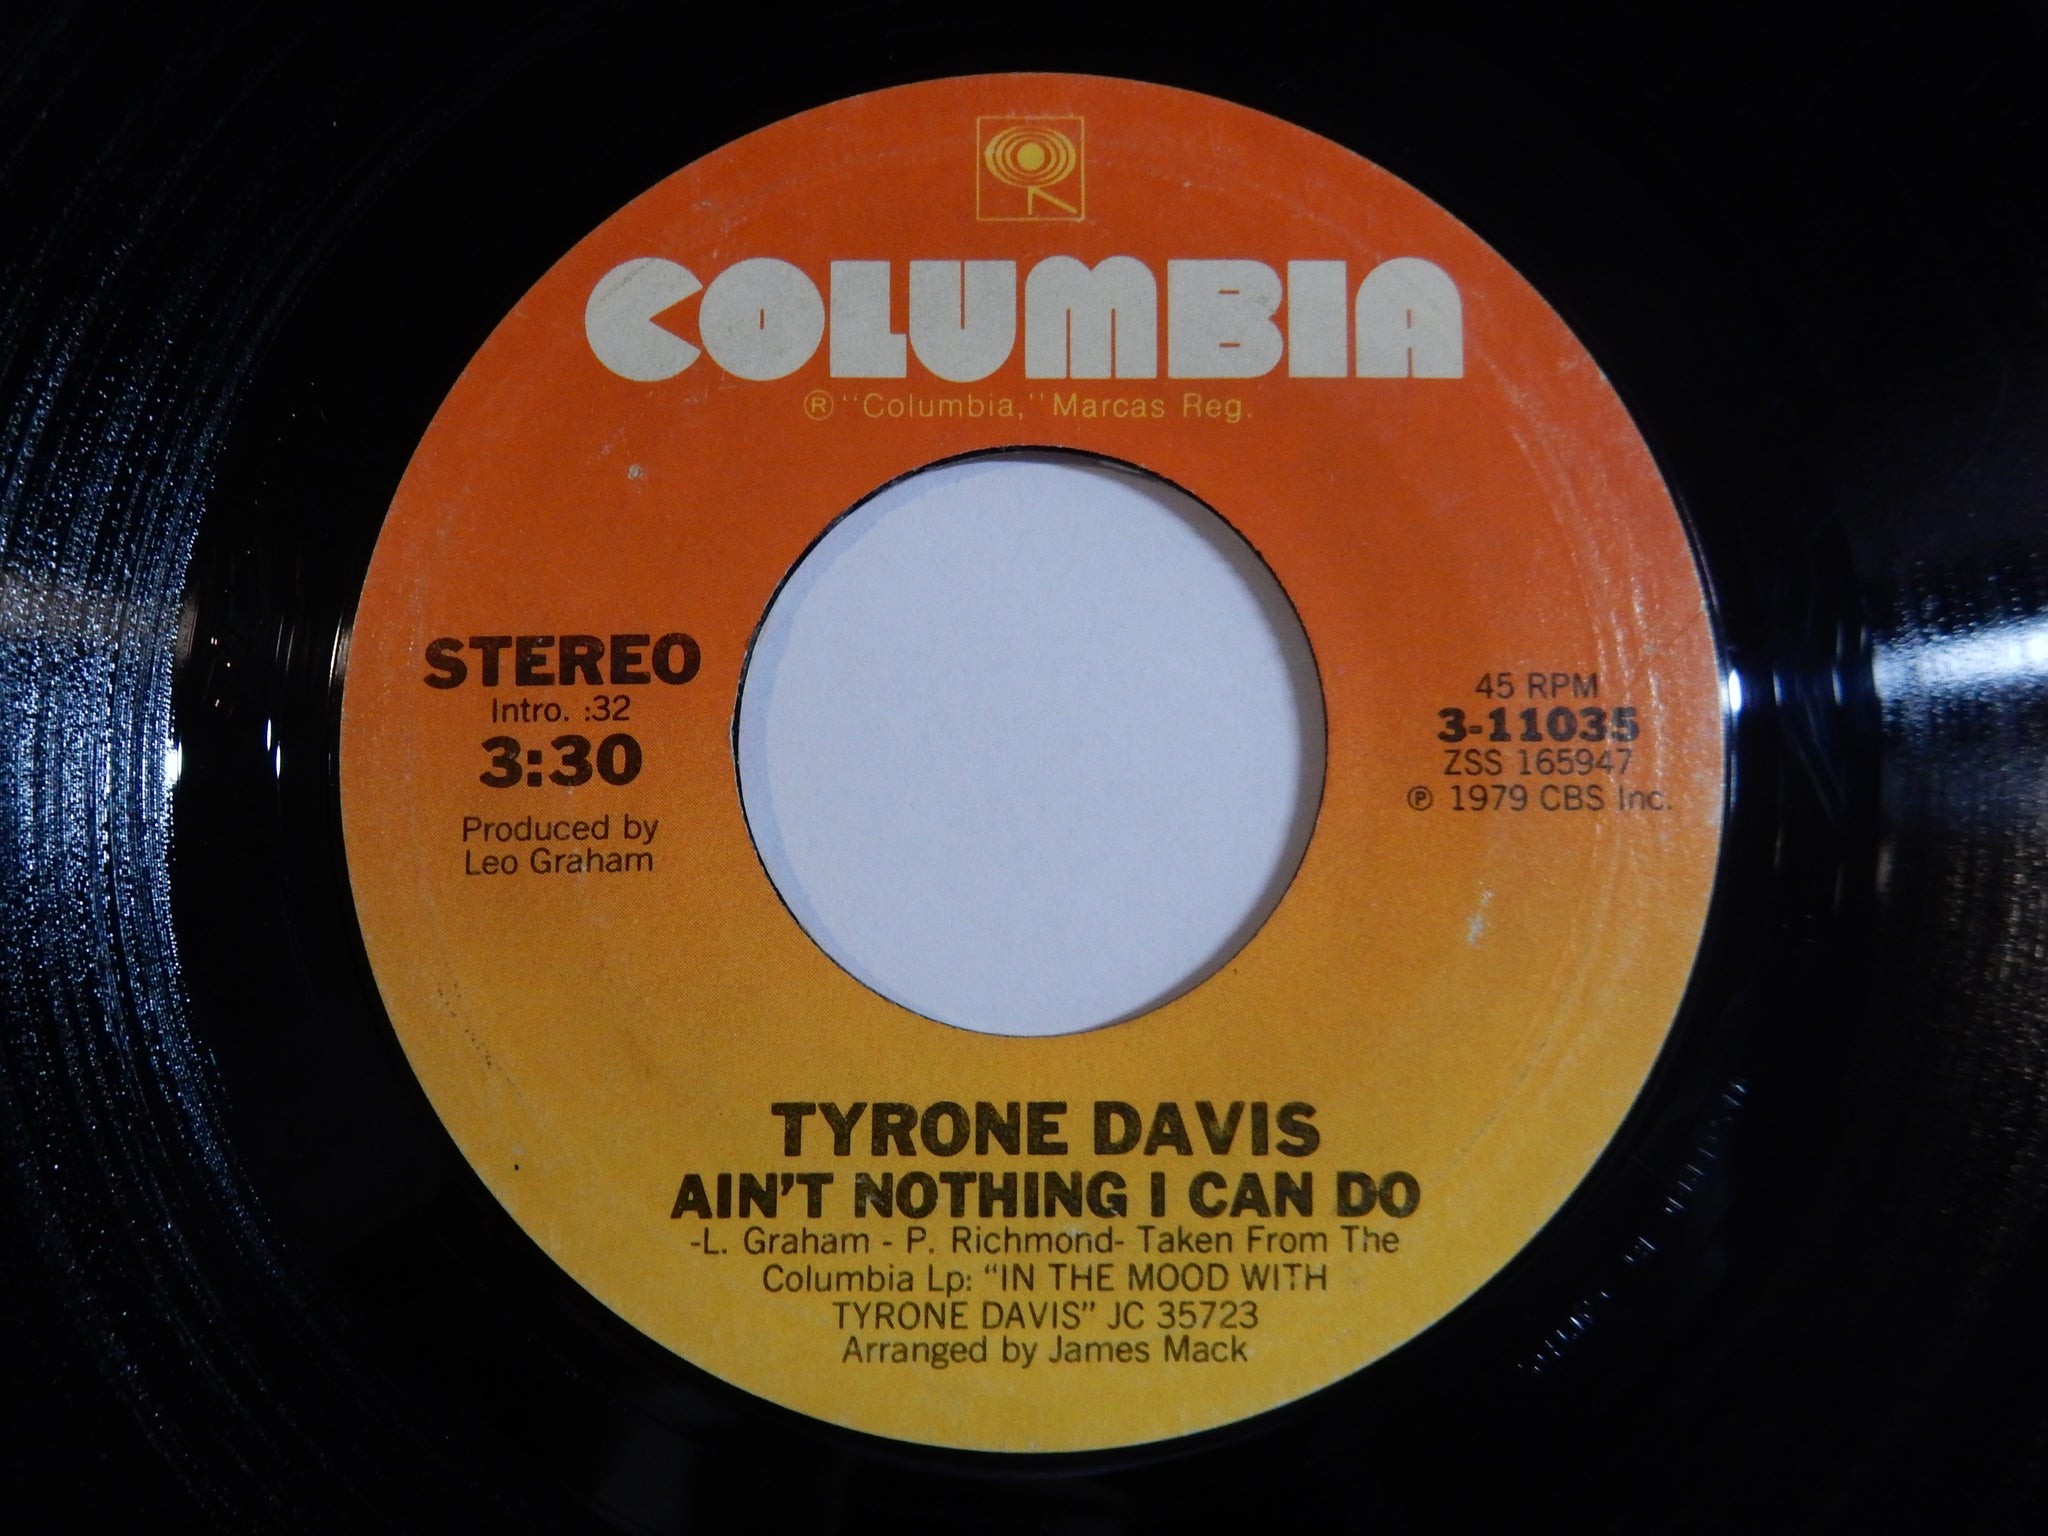 COLUMBIA
® "Columbia," Marcas Reg.
STEREO
Intro. :32
3:30
Produced by
Leo Graham
45 RPM
3-11035
ZSS 165947
℗ 1979 CBS Inc.
TYRONE DAVIS
AIN'T NOTHING I CAN DO
-L. Graham - P. Richmond- Taken From The
Columbia Lp: “IN THE MOOD WITH
TYRONE DAVIS” JC 35723
Arranged by James Mack